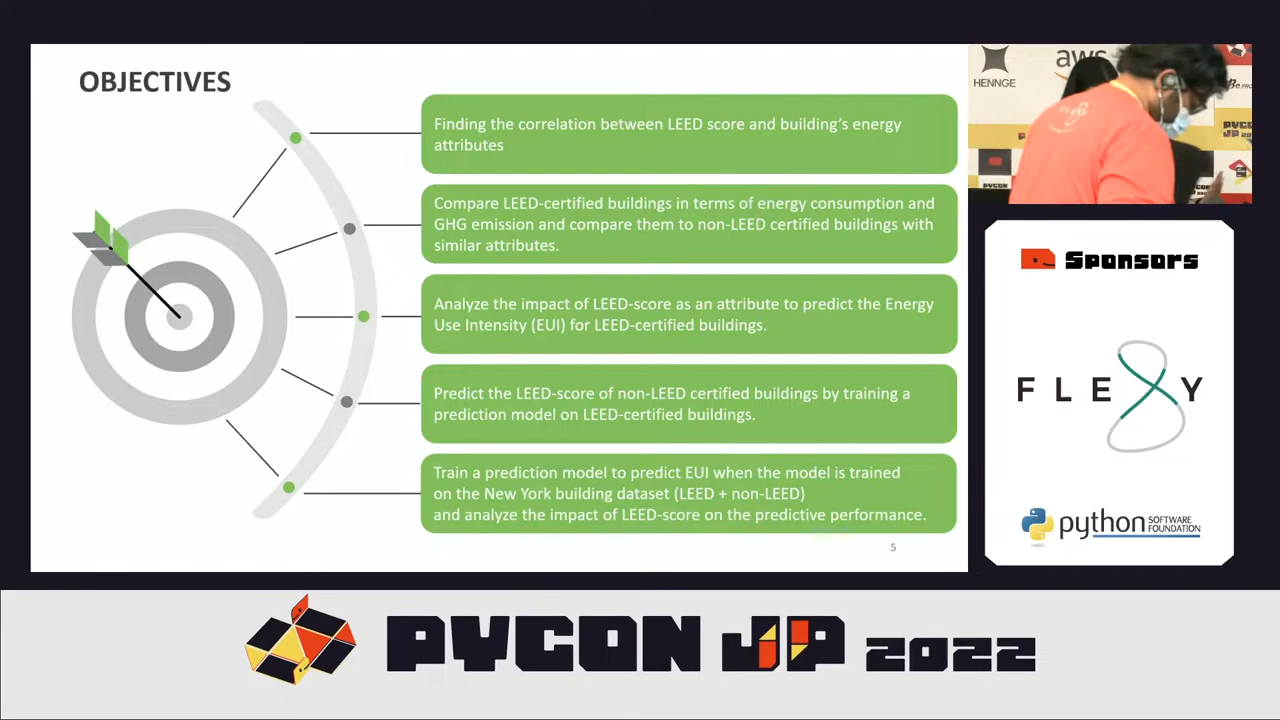 OBJECTIVES
Finding the correlation between LEED score and building’s energy
attributes
Compare LEED-certified buildings in terms of energy consumption and
GHG emission and compare them to non-LEED certified buildings with
similar attributes.
Analyze the impact of LEED-score as an attribute to predict the Energy
Use Intensity (EUI) for LEED-certified buildings.
Predict the LEED-score of non-LEED certified buildings by training a
prediction model on LEED-certified buildings.
Train a prediction model to predict EUI when the model is trained
on the New York building dataset (LEED + non-LEED)
and analyze the impact of LEED-score on the predictive performance.
5
HENNGE
aws
PYCON
Sponsors
FLEXY
python SOFTWARE
FOUNDATION
PYCON JP 2022